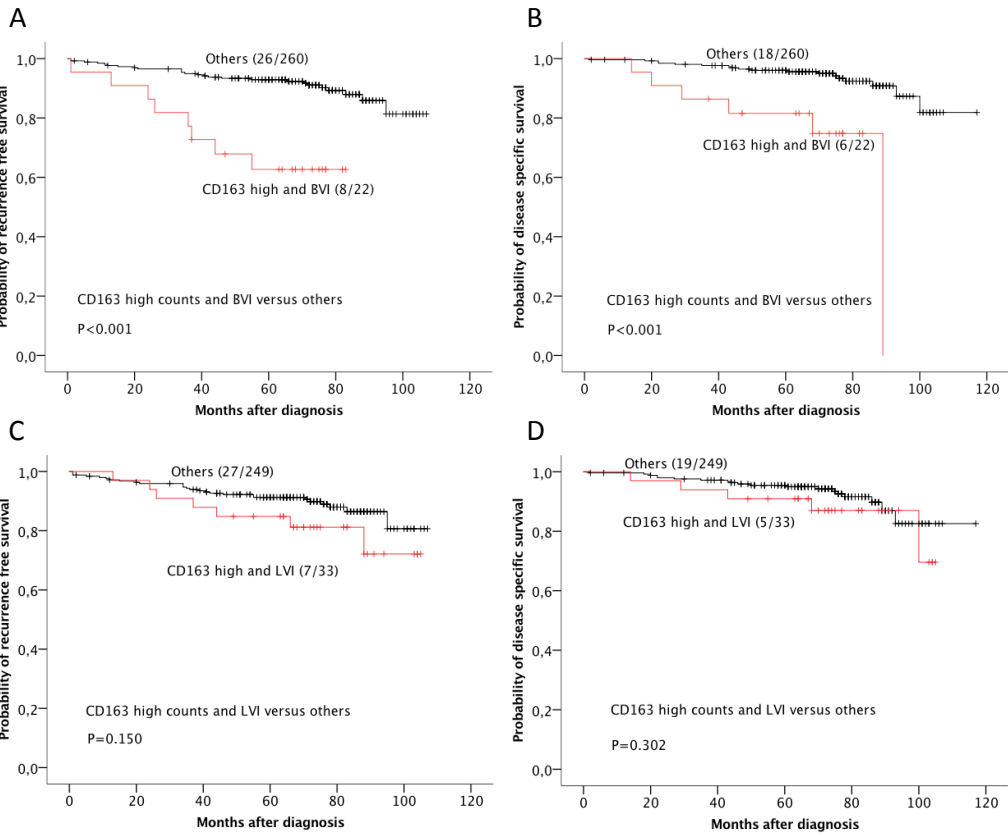 A
Probability of recurrence free survival
1,0
0,8
0,6
0,4
0,2
0,0
Others (26/260)
CD163 high and BVI (8/22)
CD163 high counts and BVI versus others
P<0.001
0 20 40 60 80 100 120
Months after diagnosis
B
Probability of disease specific survival
1,0
0,8
0,6
0,4
0,2
0,0
Others (18/260)
CD163 high and BVI (6/22)
CD163 high counts and BVI versus others
P<0.001
0 20 40 60 80 100 120
Months after diagnosis
C
Probability of recurrence free survival
1,0
0,8
0,6
0,4
0,2
0,0
Others (27/249)
CD163 high and LVI (7/33)
CD163 high counts and LVI versus others
P=0.150
0 20 40 60 80 100 120
Months after diagnosis
D
Probability of disease specific survival
1,0
0,8
0,6
0,4
0,2
0,0
Others (19/249)
CD163 high and LVI (5/33)
CD163 high counts and LVI versus others
P=0.302
0 20 40 60 80 100 120
Months after diagnosis